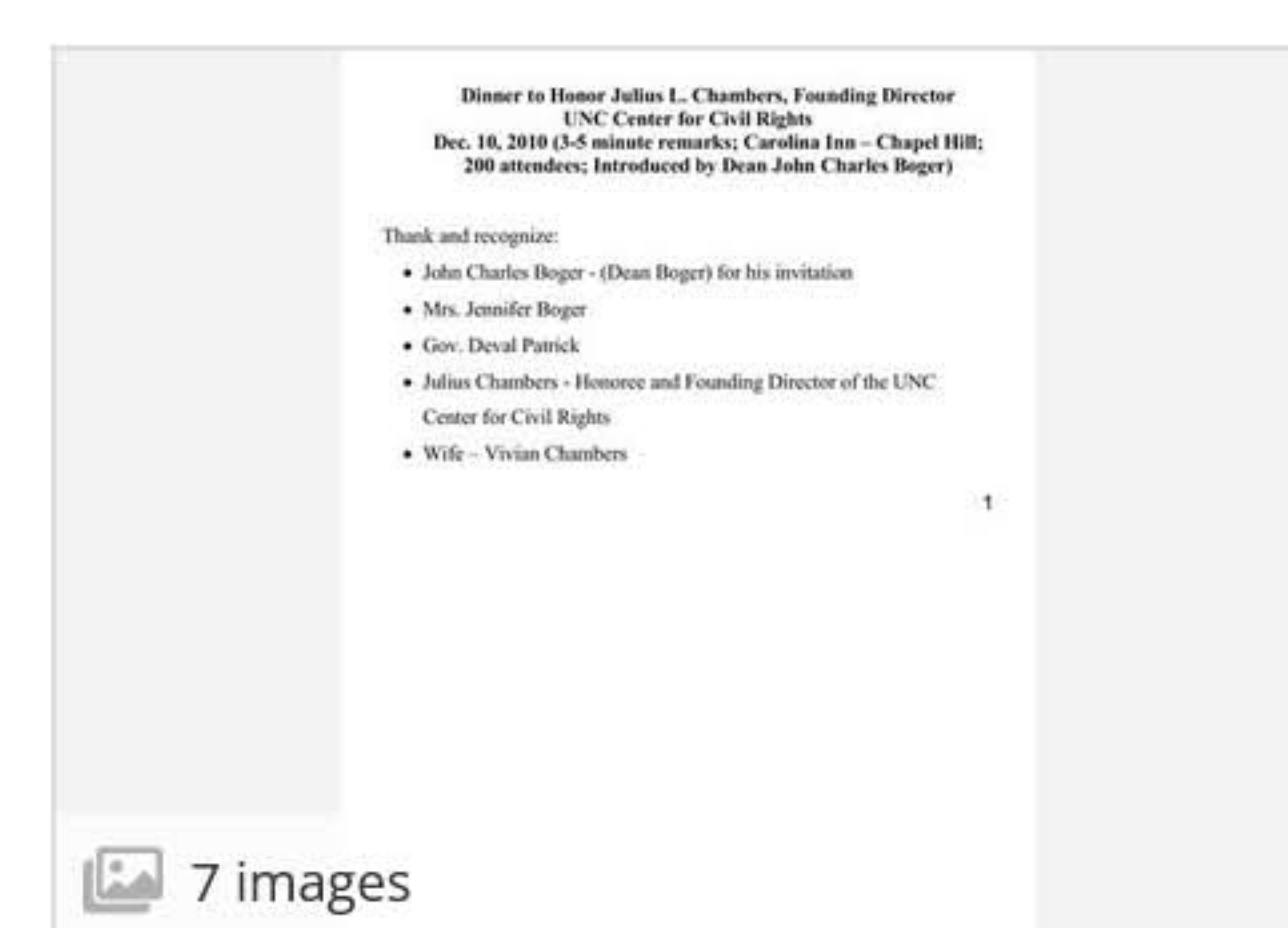 Dinner to Honor Julius L. Chambers, Founding Director
UNC Center for Civil Rights
Dec. 10, 2010 (3-5 minute remarks; Carolina Inn – Chapel Hill;
200 attendees; Introduced by Dean John Charles Boger)
Thank and recognize:
• John Charles Boger - (Dean Boger) for his invitation
• Mrs. Jennifer Boger
• Gov. Deval Patrick
• Julius Chambers - Honoree and Founding Director of the UNC
Center for Civil Rights
• Wife – Vivian Chambers
1
7 images